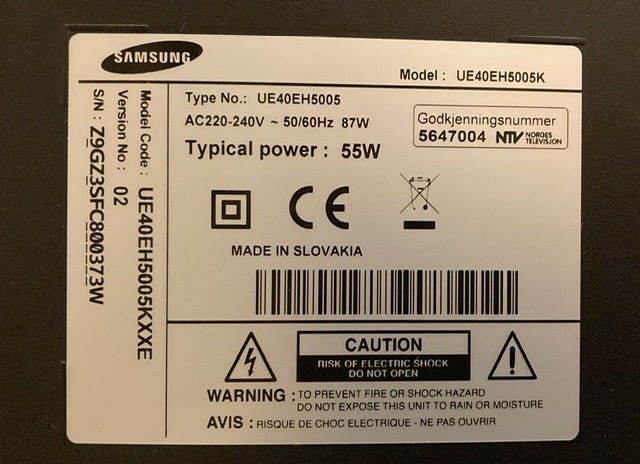 SAMSUNG
Model : UE40EH5005K
Type No.: UE40EH5005
AC220-240V ~ 50/60Hz 87W
Typical power : 55W
Godkjenningsnummer
5647004 NTV NORGES
TELEVISJON
CE
MADE IN SLOVAKIA
Model Code : UE40EH5005KXXE
Version No : 02
S/N : Z9GZ3SFC800373W
CAUTION
RISK OF ELECTRIC SHOCK
DO NOT OPEN
WARNING : TO PREVENT FIRE OR SHOCK HAZARD
DO NOT EXPOSE THIS UNIT TO RAIN OR MOISTURE
AVIS : RISQUE DE CHOC ELECTRIQUE - NE PAS OUVRIR